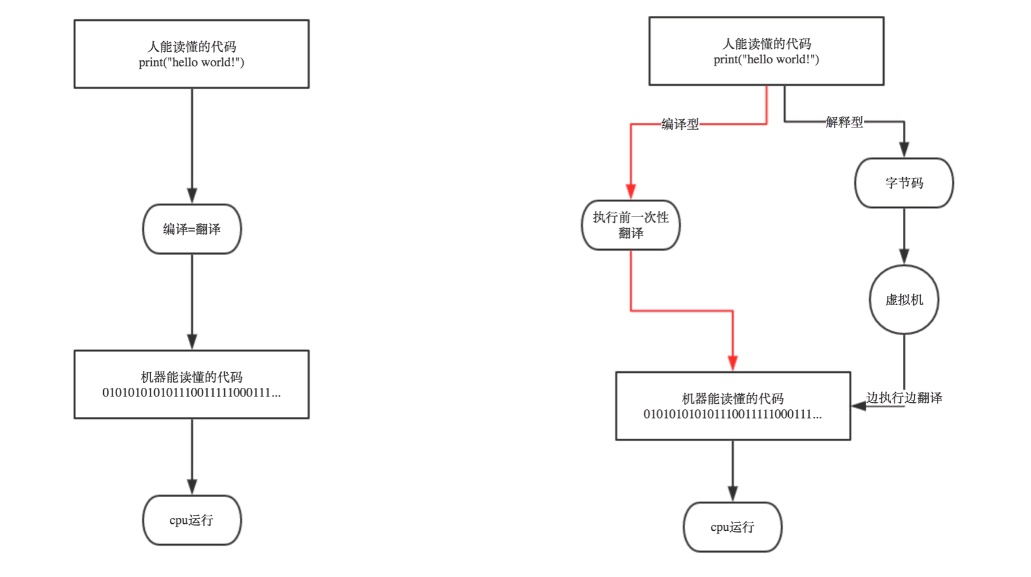 人能读懂的代码
print("hello world!")
编译=翻译
机器能读懂的代码
0101010101011100111110001 11...
cpu运行
人能读懂的代码
print("hello world!")
编译型
解释型
字节码
执行前一次性
翻译
虚拟机
边执行边翻译
机器能读懂的代码
010101010101110011111000111...
cpu运行